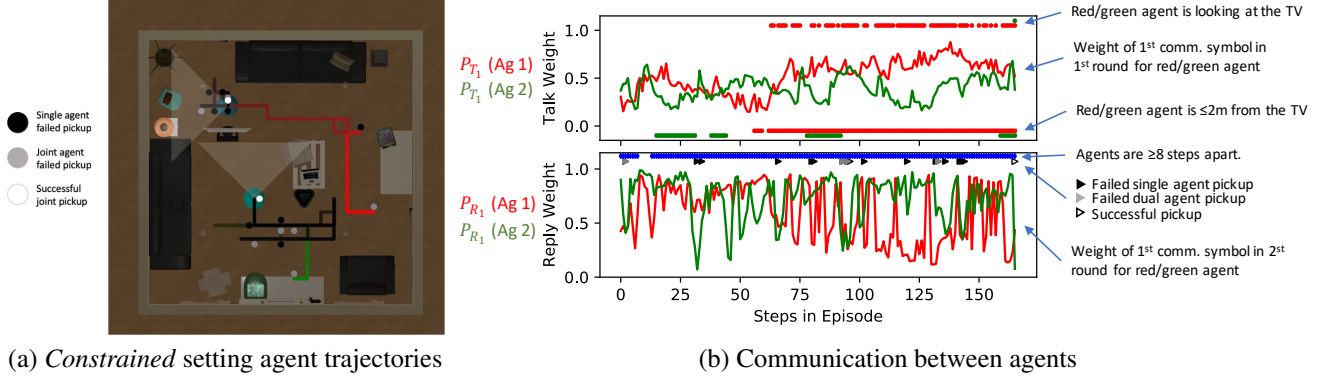 Single agent
failed pickup
Joint agent
failed pickup
Successful
joint pickup
(a) Constrained setting agent trajectories
P_{T_1} (Ag 1)
P_{T_1} (Ag 2)
P_{R_1} (Ag 1)
P_{R_1} (Ag 2)
Talk Weight
1.0
0.5
0.0
Reply Weight
1.0
0.5
0.0
0
25
50
75
100
125
150
Steps in Episode
Red/green agent is looking at the TV
Weight of 1st comm. symbol in
1st round for red/green agent
Red/green agent is ≤2m from the TV
Agents are ≥8 steps apart.
Failed single agent pickup
Failed dual agent pickup
Successful pickup
Weight of 1st comm. symbol in 2st
round for red/green agent
(b) Communication between agents